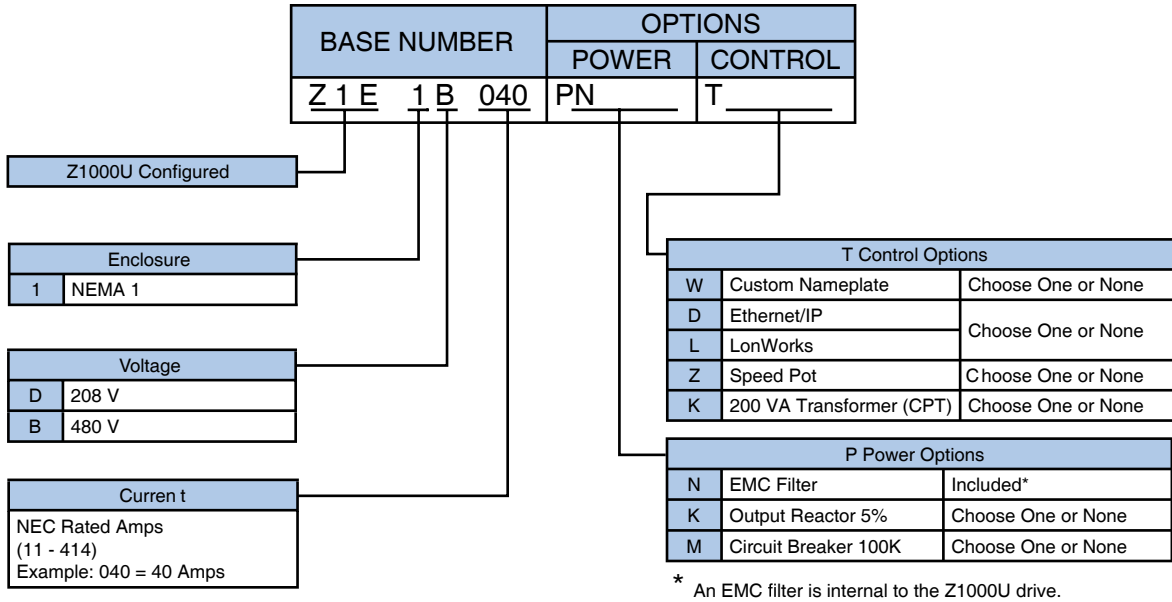 BASE NUMBER
OPTIONS
POWER
CONTROL
Z 1 E 1 B 040 PN T
Z1000U Configured
Enclosure
1 NEMA 1
Voltage
D 208 V
B 480 V
Curren t
NEC Rated Amps
(11 - 414)
Example: 040 = 40 Amps
T Control Options
W Custom Nameplate Choose One or None
D Ethernet/IP
Choose One or None
L LonWorks
Z Speed Pot Choose One or None
K 200 VA Transformer (CPT) Choose One or None
P Power Options
N EMC Filter Included*
K Output Reactor 5% Choose One or None
M Circuit Breaker 100K Choose One or None
* An EMC filter is internal to the Z1000U drive.